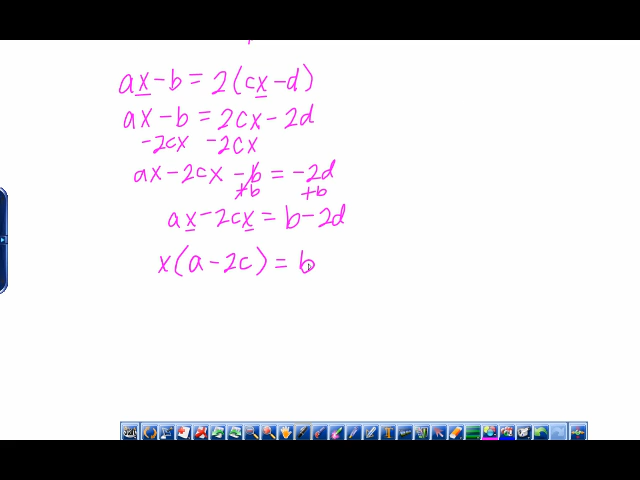 ax - b = 2(cx - d)
ax - b = 2cx - 2d
-2cx -2cx
ax - 2cx - b = -2d
+b +b
ax - 2cx = b - 2d
x(a - 2c) = b